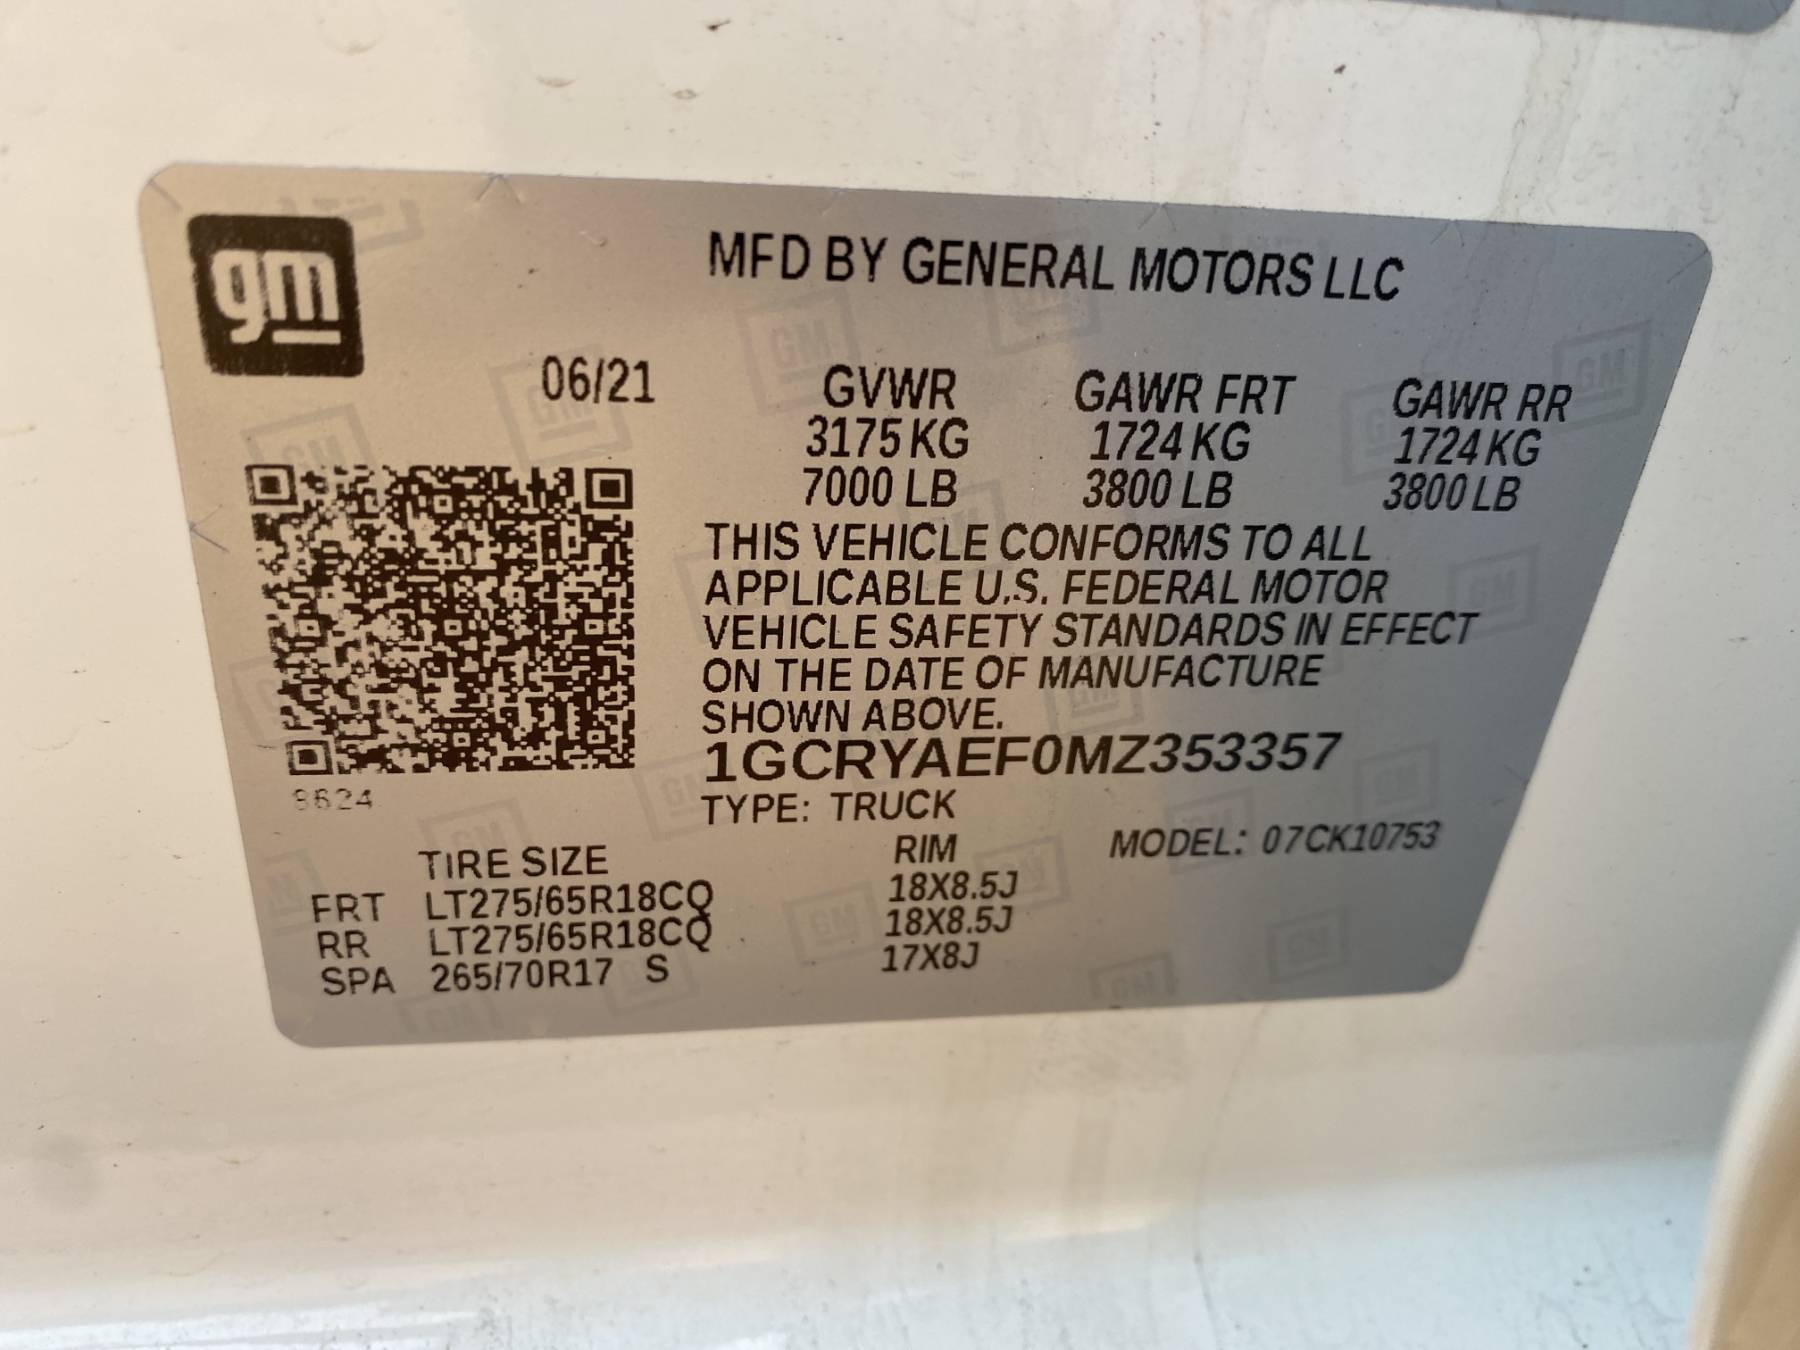 gm
MFD BY GENERAL MOTORS LLC
06/21 GVWR GAWR FRT GAWR RR
3175 KG 1724 KG 1724 KG
7000 LB 3800 LB 3800 LB
THIS VEHICLE CONFORMS TO ALL
APPLICABLE U.S. FEDERAL MOTOR
VEHICLE SAFETY STANDARDS IN EFFECT
ON THE DATE OF MANUFACTURE
SHOWN ABOVE.
1GCRYAEF0MZ353357
TYPE: TRUCK
TIRE SIZE RIM MODEL: 07CK10753
FRT LT275/65R18CQ 18X8.5J
RR LT275/65R18CQ 18X8.5J
SPA 265/70R17 S 17X8J